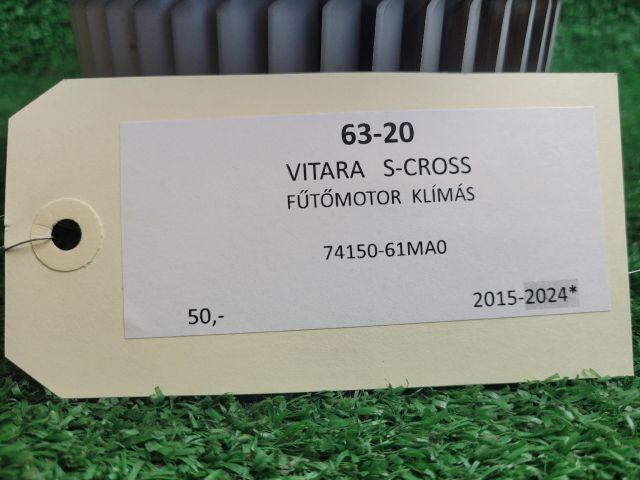 63-20
VITARA S-CROSS
FŰTŐMOTOR KLÍMÁS
74150-61MA0
50,- 2015-2024*